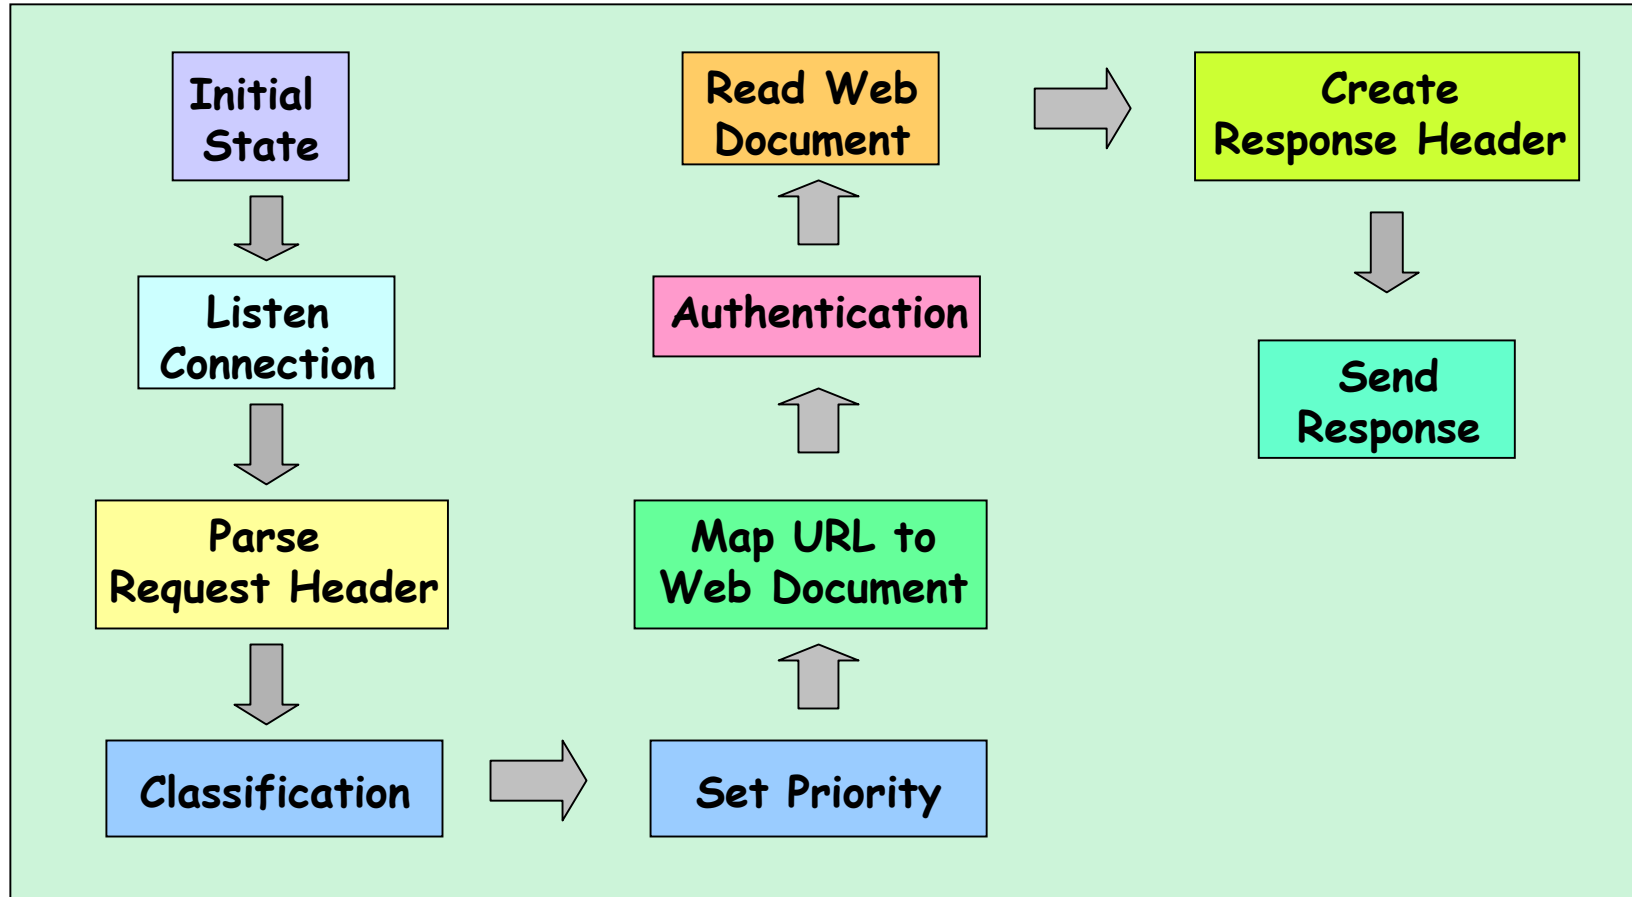 Initial
State
Listen
Connection
Parse
Request Header
Classification
Set Priority
Map URL to
Web Document
Authentication
Read Web
Document
Create
Response Header
Send
Response